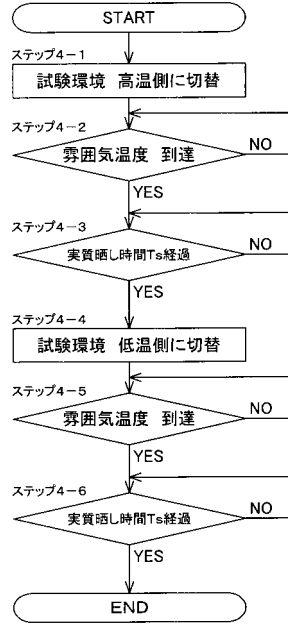 START
ステップ4-1
試験環境 高温側に切替
ステップ4-2
雰囲気温度 到達
NO
YES
ステップ4-3
実質晒し時間Ts経過
NO
YES
ステップ4-4
試験環境 低温側に切替
ステップ4-5
雰囲気温度 到達
NO
YES
ステップ4-6
実質晒し時間Ts経過
NO
YES
END